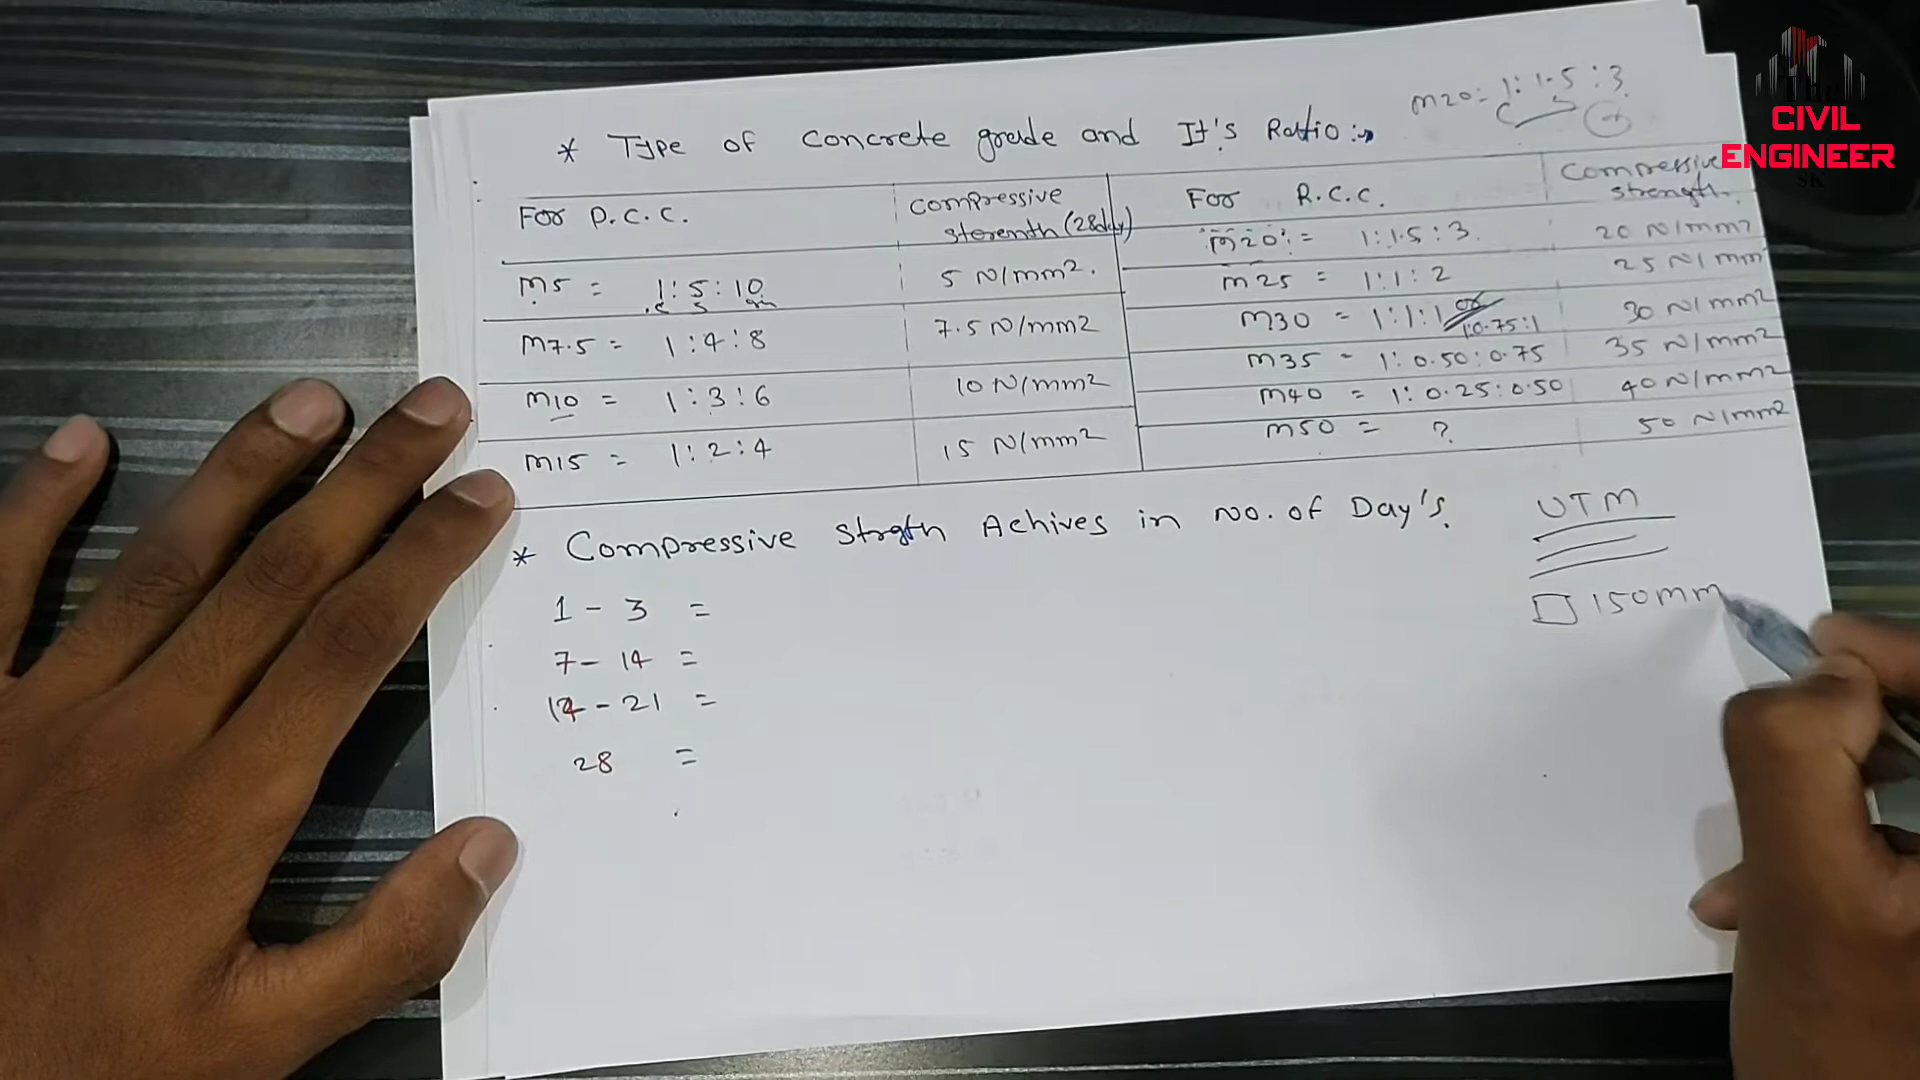 m20 = 1 : 1.5 : 3
C S
CIVIL
ENGINEER
SK
* Type of Concrete grade and It's Ratio :→
For P.C.C.
Compressive
storenth (28day)
For R.C.C.
Compressive
strength.
M5 = 1 : 5 : 10
C S
5 N/mm2.
M7.5 = 1 : 4 : 8
7.5 N/mm2
M10 = 1 : 3 : 6
10 N/mm2
M15 = 1 : 2 : 4
15 N/mm2
M20 = 1 : 1.5 : 3
20 N/mm2
M25 = 1 : 1 : 2
25 N/mm
M30 = 1 : 1 : 1 or
1:0.75:1
30 N/mm2
M35 = 1 : 0.50 : 0.75
35 N/mm2
M40 = 1 : 0.25 : 0.50
40 N/mm2
M50 = ?
50 N/mm2
* Compressive Strgth Achives in No. of Day's.
UTM
150mm
1 - 3 =
7 - 14 =
14 - 21 =
28 =